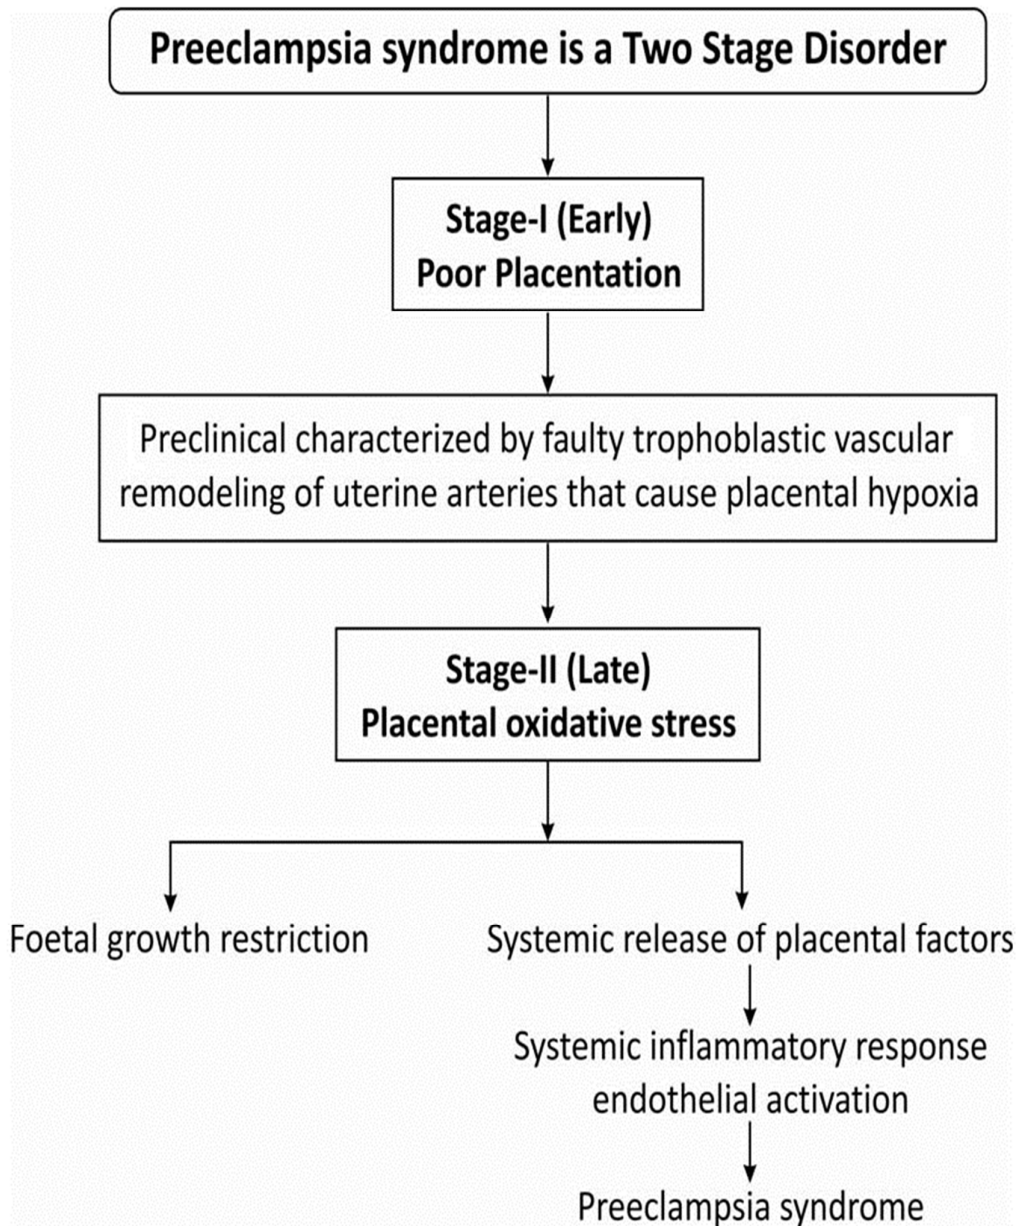 Preeclampsia syndrome is a Two Stage Disorder
Stage-I (Early)
Poor Placentation
Preclinical characterized by faulty trophoblastic vascular
remodeling of uterine arteries that cause placental hypoxia
Stage-II (Late)
Placental oxidative stress
Foetal growth restriction
Systemic release of placental factors
Systemic inflammatory response
endothelial activation
Preeclampsia syndrome